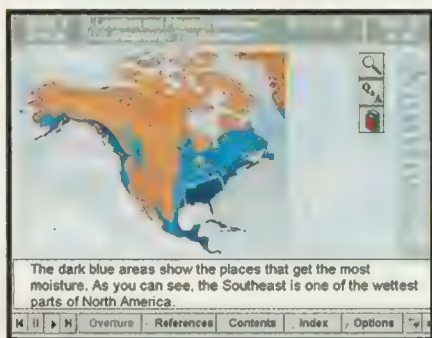 The dark blue areas show the places that get the most
moisture. As you can see, the Southeast is one of the wettest
parts of North America.
Overture References Contents Index Options